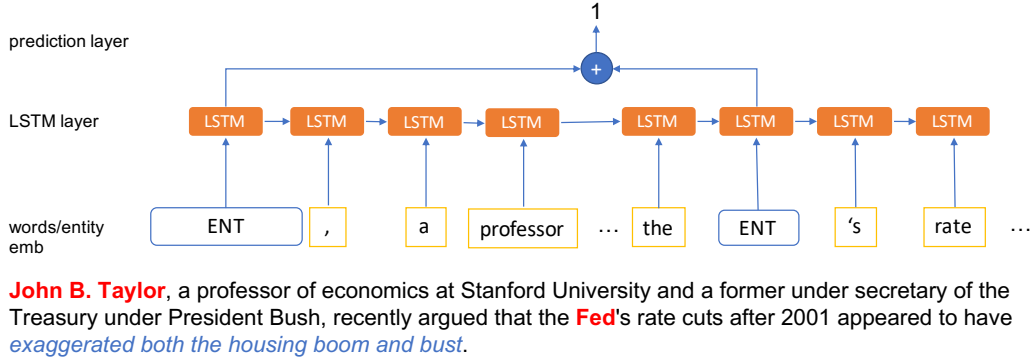 1
prediction layer
+
LSTM layer LSTM LSTM LSTM LSTM LSTM LSTM LSTM LSTM
words/entity emb ENT , a professor … the ENT ‘s rate …
John B. Taylor, a professor of economics at Stanford University and a former under secretary of the
Treasury under President Bush, recently argued that the Fed's rate cuts after 2001 appeared to have
exaggerated both the housing boom and bust.